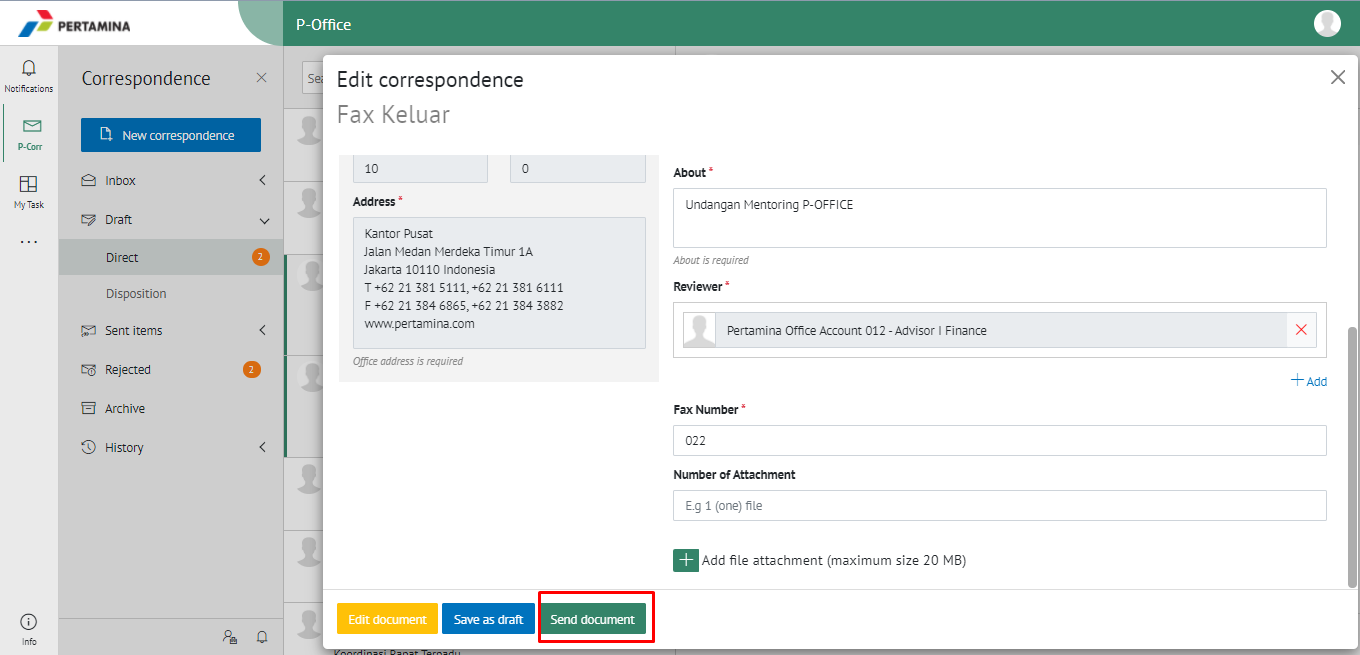 PERTAMINA
P-Office
Notifications
P-Corr
My Task
Info
Correspondence
New correspondence
Inbox
Draft
Direct
2
Disposition
Sent items
Rejected
2
Archive
History
Sea
Edit correspondence
Fax Keluar
10
0
Address *
Kantor Pusat
Jalan Medan Merdeka Timur 1A
Jakarta 10110 Indonesia
T +62 21 381 5111, +62 21 381 6111
F +62 21 384 6865, +62 21 384 3882
www.pertamina.com
Office address is required
About *
Undangan Mentoring P-OFFICE
About is required
Reviewer *
Pertamina Office Account 012 - Advisor I Finance
Add
Fax Number *
022
Number of Attachment
E.g 1 (one) file
Add file attachment (maximum size 20 MB)
Edit document
Save as draft
Send document
Koordinasi Rapat Terpadu